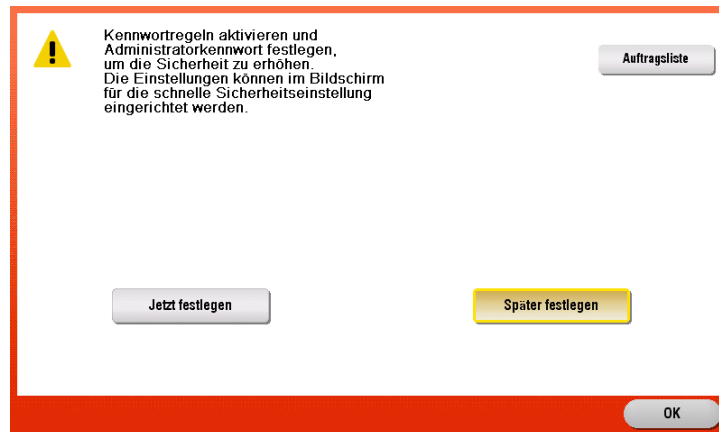 Kennwortregeln aktivieren und
Administratorkennwort festlegen,
um die Sicherheit zu erhöhen.
Die Einstellungen können im Bildschirm
für die schnelle Sicherheitseinstellung
eingerichtet werden.
Auftragsliste
Jetzt festlegen
Später festlegen
OK